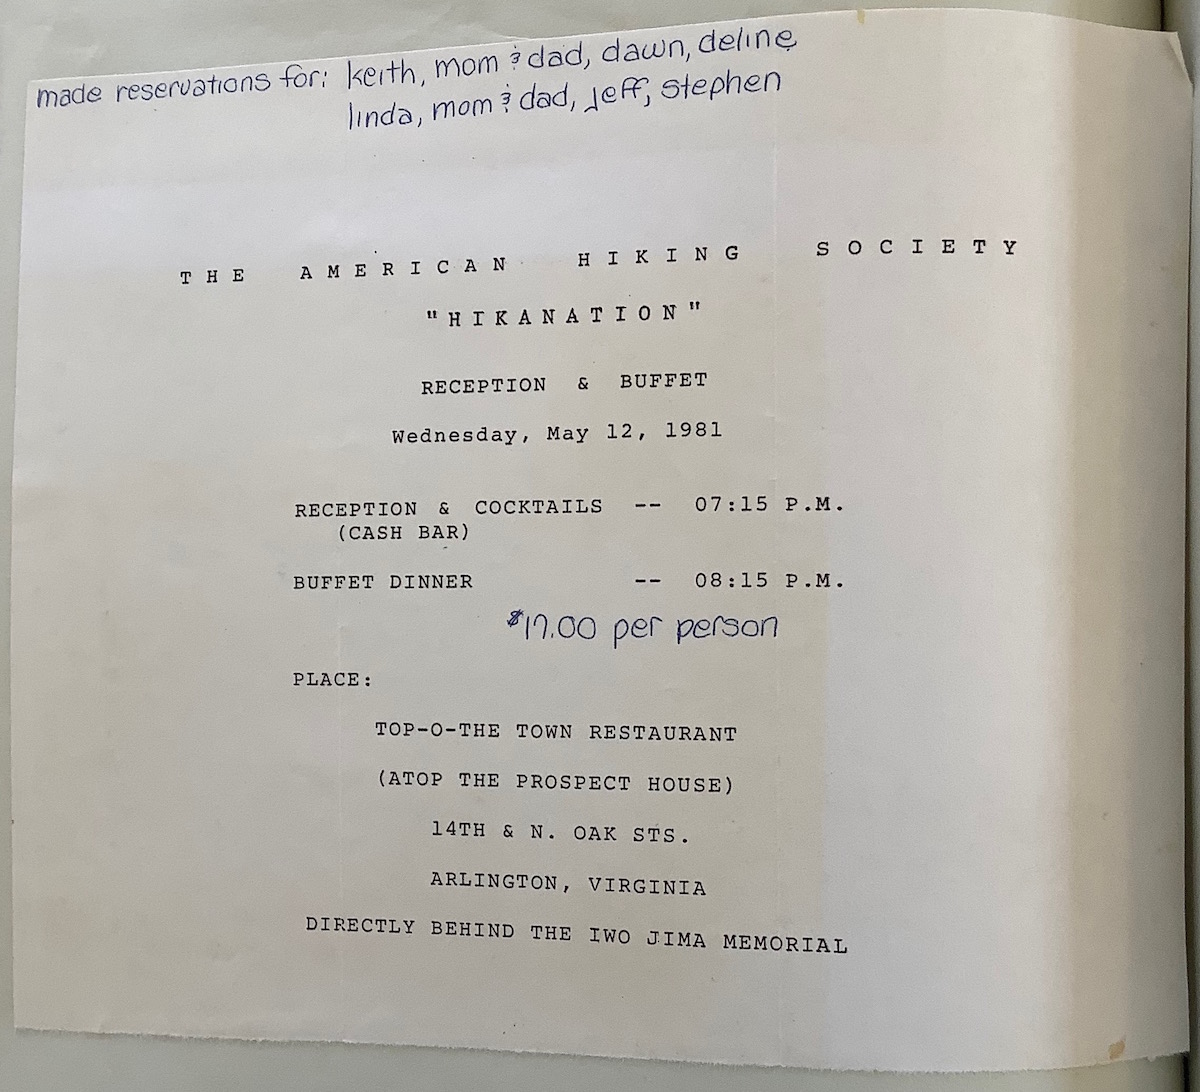 made reservations for: keith, mom & dad, dawn, deline
linda, mom & dad, jeff, stephen
THE AMERICAN HIKING SOCIETY
"HIKANATION"
RECEPTION & BUFFET
Wednesday, May 12, 1981
RECEPTION & COCKTAILS -- 07:15 P.M.
(CASH BAR)
BUFFET DINNER -- 08:15 P.M.
$17.00 per person
PLACE:
TOP-O-THE TOWN RESTAURANT
(ATOP THE PROSPECT HOUSE)
14TH & N. OAK STS.
ARLINGTON, VIRGINIA
DIRECTLY BEHIND THE IWO JIMA MEMORIAL